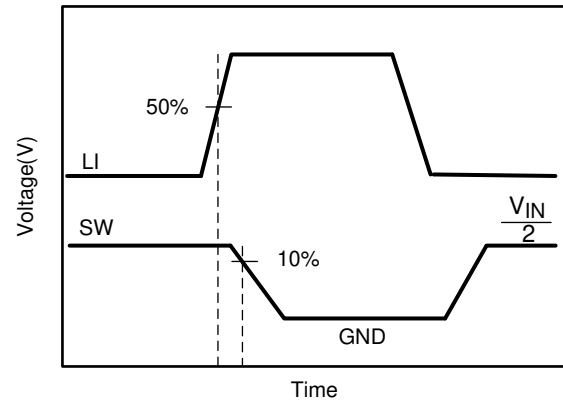 50%
LI
Voltage(V)
SW
V_IN
2
10%
GND
Time